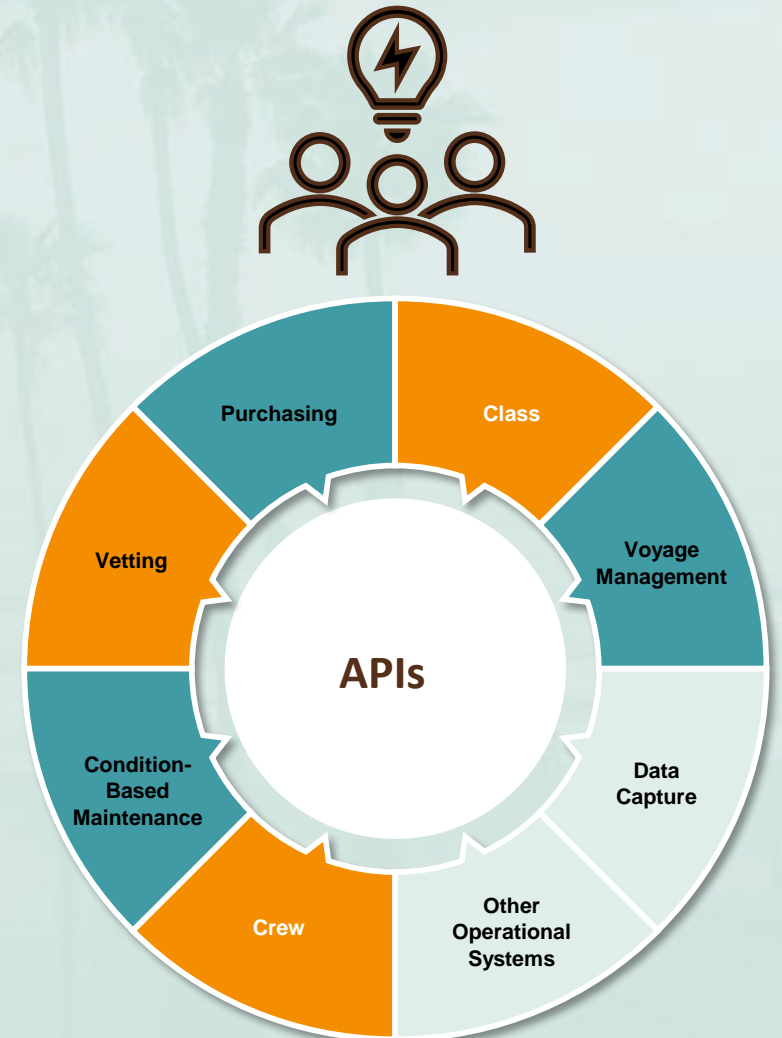 Purchasing
Class
Vetting
Voyage
Management
APIs
Condition-
Based
Maintenance
Data
Capture
Crew
Other
Operational
Systems